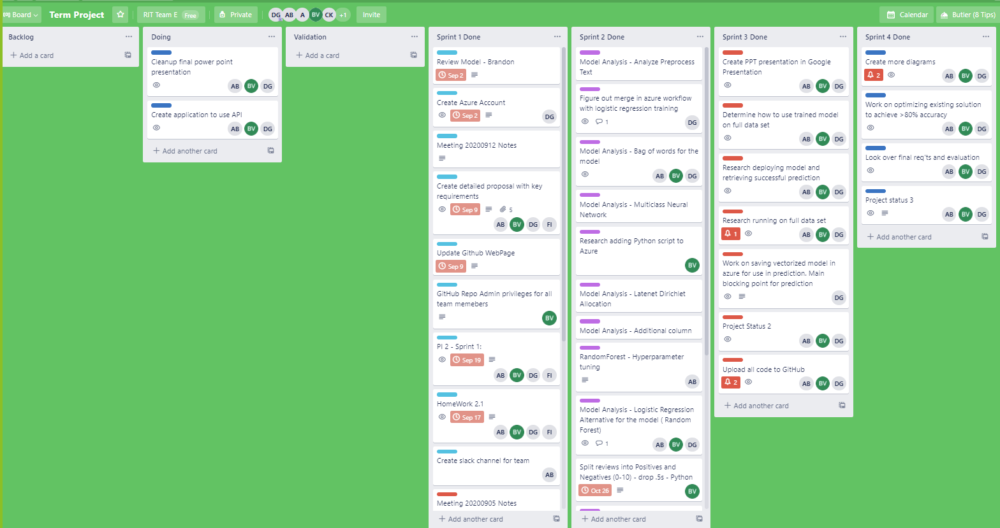 Board
Term Project
RIT Team E Free
Private
DG AB A BV CK +1
Invite
Calendar
Butler (8 Tips)
Backlog
Add a card
Doing
Cleanup final power point
presentation
AB BV DG
Create application to use API
AB BV DG
Add another card
Validation
Add a card
Sprint 1 Done
Review Model - Brandon
Sep 2
Create Azure Account
Sep 2
DG
Meeting 20200912 Notes
Create detailed proposal with key
requirements
Sep 9 5
AB BV DG FI
Update Github WebPage
Sep 9
GitHub Repo Admin privileges for all
team memebers
BV
PI 2 - Sprint 1:
Sep 19
AB BV DG FI
HomeWork 2.1
Sep 17
AB BV DG FI
Create slack channel for team
AB
Meeting 20200905 Notes
Add another card
Sprint 2 Done
Model Analysis - Analyze Preprocess
Text
Figure out merge in azure workflow
with logistic regression training
1
DG
Model Analysis - Bag of words for the
model
AB BV DG
Model Analysis - Multiclass Neural
Network
Research adding Python script to
Azure
BV
Model Analysis - Latenet Dirichlet
Allocation
Model Analysis - Additional column
RandomForest - Hyperparameter
tuning
AB
Model Analysis - Logistic Regression
Alternative for the model ( Random
Forest)
1
AB BV DG
Split reviews into Positives and
Negatives (0-10) - drop .5s - Python
Oct 26
BV
Add another card
Sprint 3 Done
Create PPT presentation in Google
Presentation
AB BV DG
Determine how to use trained model
on full data set
AB BV DG
Research deploying model and
retrieving successful prediction
AB BV DG
Research running on full data set
1
AB BV DG
Work on saving vectorized model in
azure for use in prediction. Main
blocking point for prediction
DG
Project Status 2
AB BV DG
Upload all code to GitHub
2
AB BV DG
Add another card
Sprint 4 Done
Create more diagrams
2
AB BV DG
Work on optimizing existing solution
to achieve >80% accuracy
AB BV DG
Look over final req'ts and evaluation
AB BV DG
Project status 3
AB BV DG
Add another card